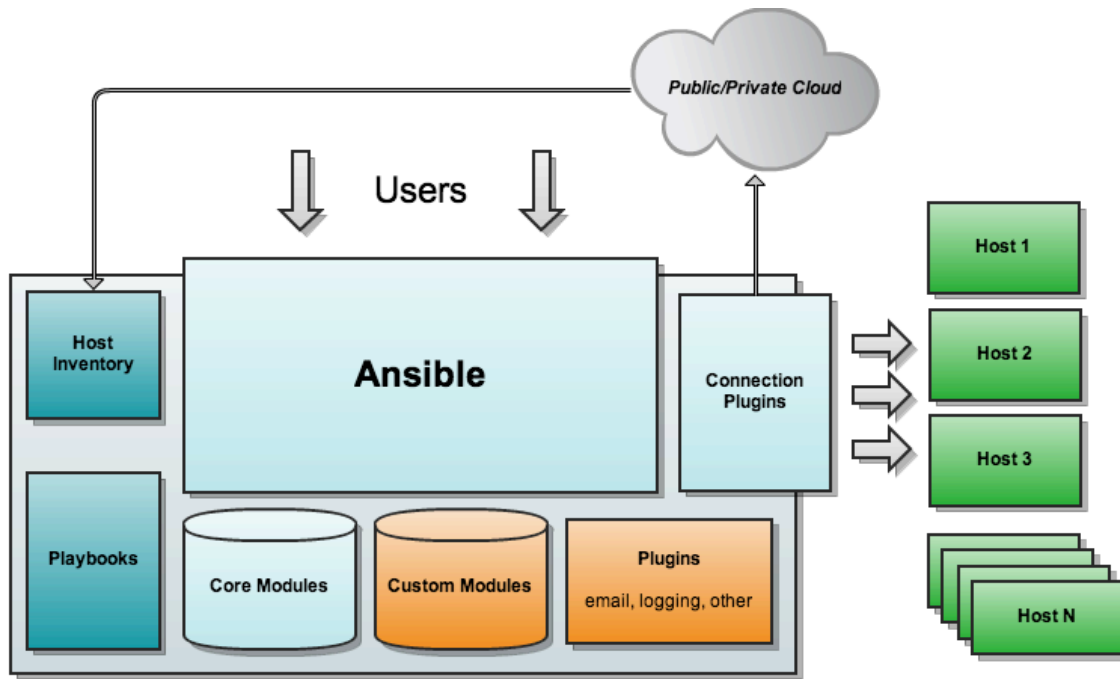 Public/Private Cloud
Users
Host 1
Host
Inventory
Ansible
Connection
Plugins
Host 2
Host 3
Playbooks
Core Modules
Custom Modules
Plugins
email, logging, other
Host N